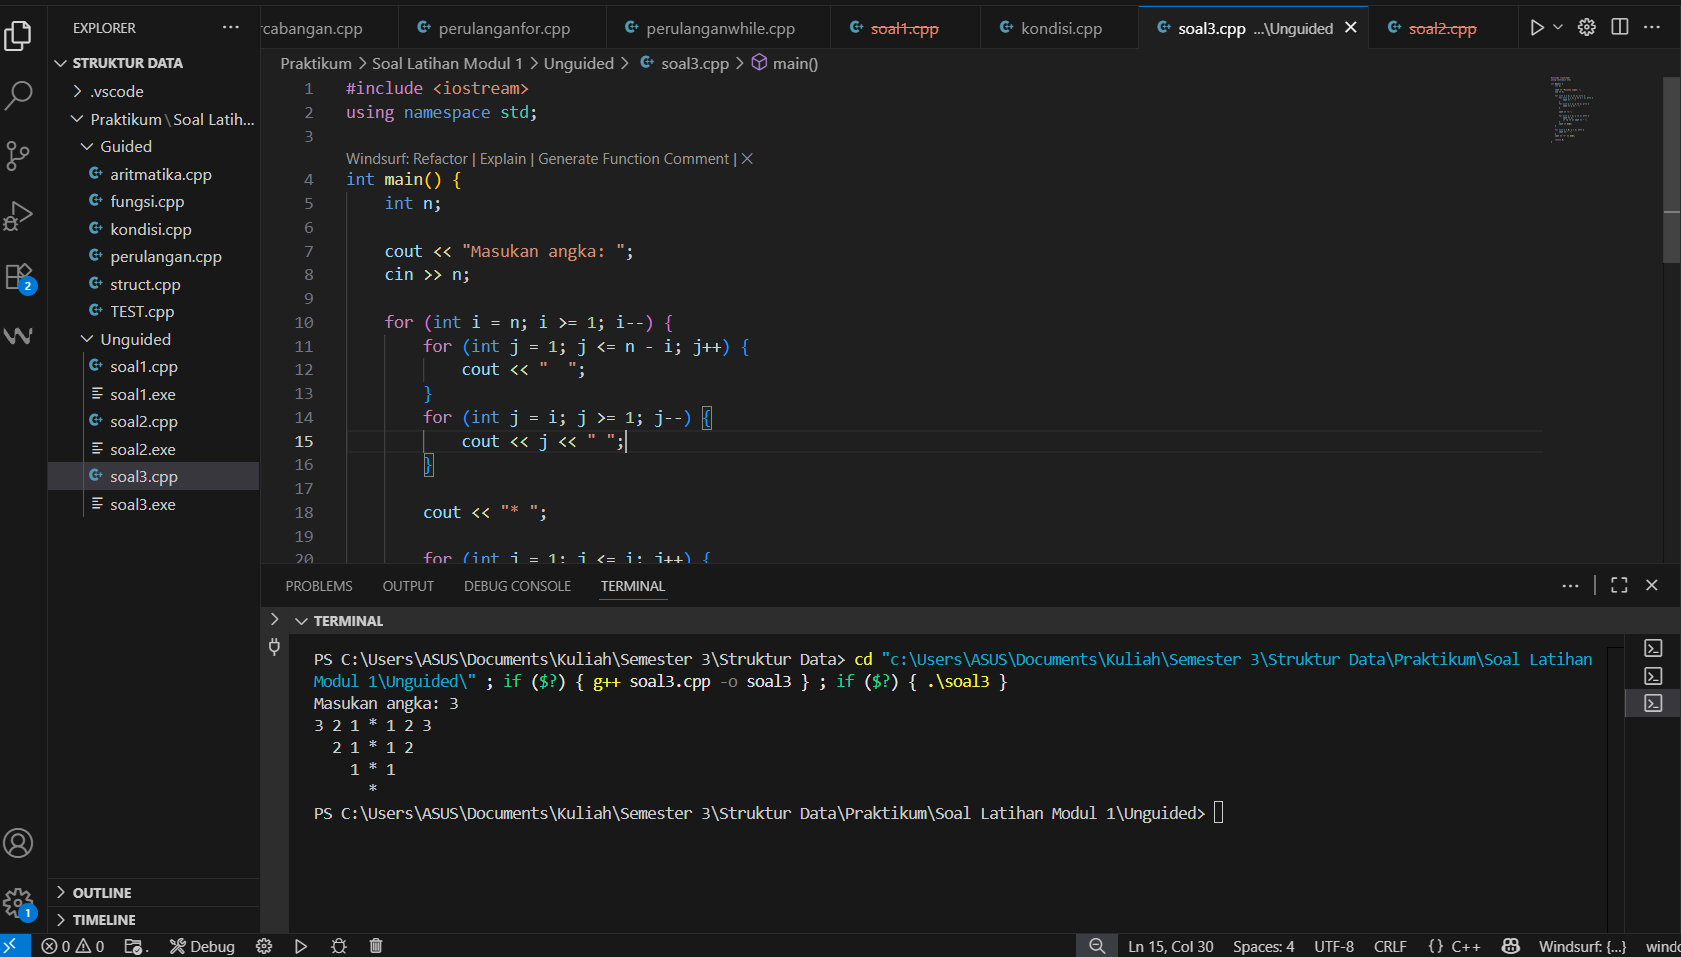 EXPLORER
STRUKTUR DATA
.vscode
Praktikum\Soal Latih...
Guided
aritmatika.cpp
fungsi.cpp
kondisi.cpp
perulangan.cpp
struct.cpp
TEST.cpp
Unguided
soal1.cpp
soal1.exe
soal2.cpp
soal2.exe
soal3.cpp
soal3.exe
OUTLINE
TIMELINE
2
1
rcabangan.cpp
perulanganfor.cpp
perulanganwhile.cpp
soal1.cpp
kondisi.cpp
soal3.cpp ...\Unguided
soal2.cpp
Praktikum > Soal Latihan Modul 1 > Unguided > soal3.cpp > main()
1 #include <iostream>
2 using namespace std;
3
Windsurf: Refactor | Explain | Generate Function Comment | X
4 int main() {
5 int n;
6
7 cout << "Masukan angka: ";
8 cin >> n;
9
10 for (int i = n; i >= 1; i--) {
11 for (int j = 1; j <= n - i; j++) {
12 cout << "  ";
13 }
14 for (int j = i; j >= 1; j--) {
15 cout << j << " ";
16 }
17
18 cout << "* ";
19
20 for (int j = 1; j <= i; j++) {
PROBLEMS OUTPUT DEBUG CONSOLE TERMINAL
TERMINAL
PS C:\Users\ASUS\Documents\Kuliah\Semester 3\Struktur Data> cd "c:\Users\ASUS\Documents\Kuliah\Semester 3\Struktur Data\Praktikum\Soal Latihan
Modul 1\Unguided\" ; if ($?) { g++ soal3.cpp -o soal3 } ; if ($?) { .\soal3 }
Masukan angka: 3
3 2 1 * 1 2 3
  2 1 * 1 2
    1 * 1
      *
PS C:\Users\ASUS\Documents\Kuliah\Semester 3\Struktur Data\Praktikum\Soal Latihan Modul 1\Unguided>
0 0 . Debug Ln 15, Col 30 Spaces: 4 UTF-8 CRLF {} C++ Windsurf: {...}